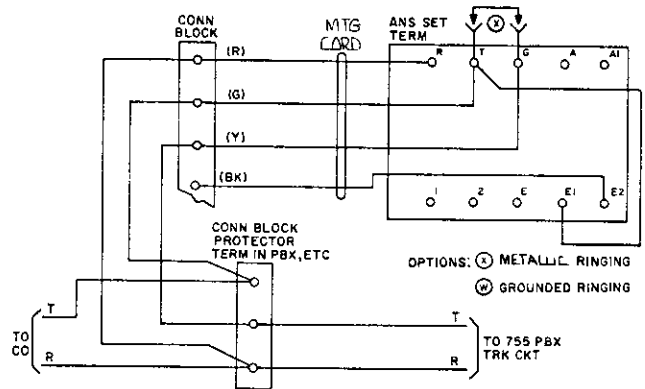 CONN
BLOCK
(R)
(G)
(Y)
(BK)
MTG
CARD
ANS SET
TERM
X
R T G A A1
1 2 E E1 E2
CONN BLOCK
PROTECTOR
TERM IN PBX, ETC
OPTIONS: X METALLIC RINGING
W GROUNDED RINGING
TO
CO
T
R
T
R
TO 755 PBX
TRK CKT